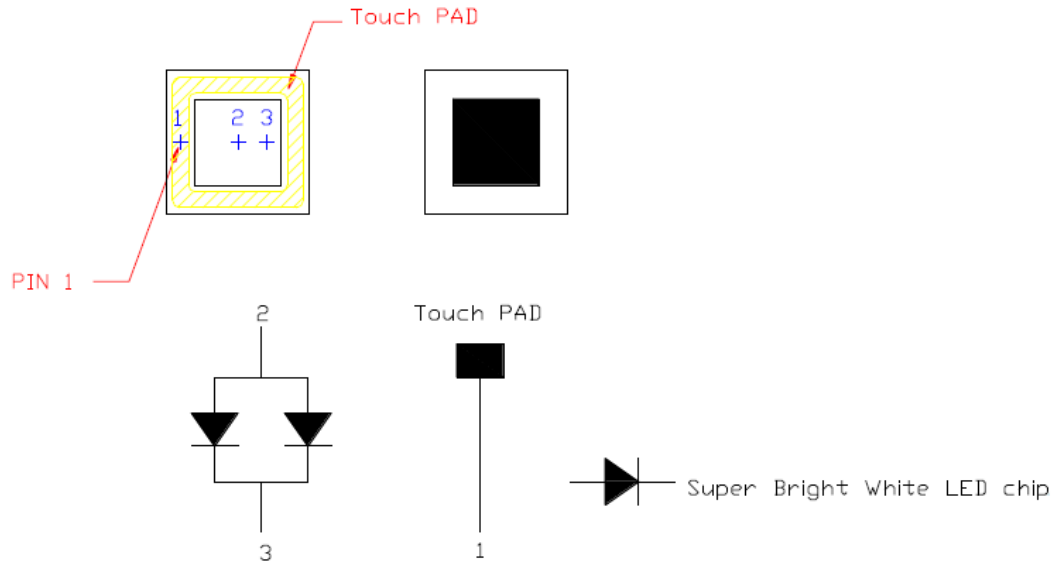 Touch PAD
1 2 3
PIN 1
2
Touch PAD
Super Bright White LED chip
3
1